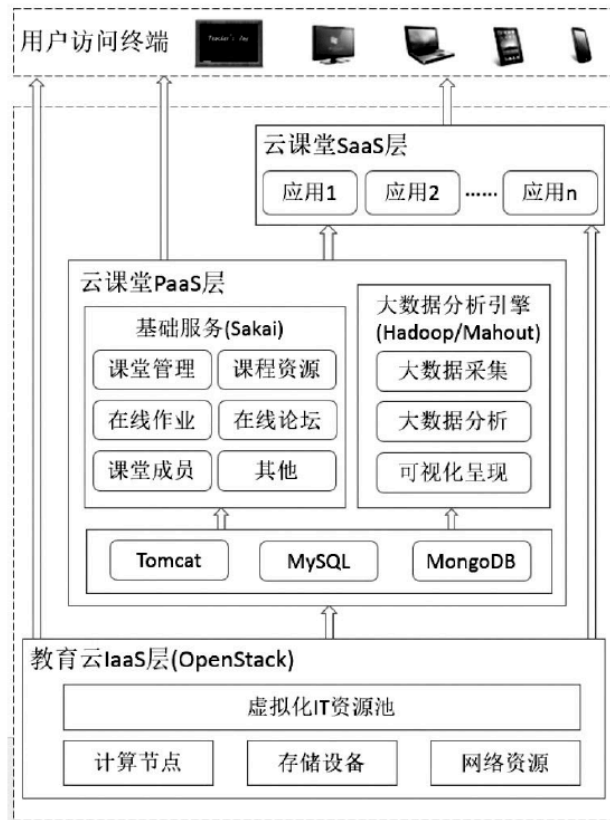 用户访问终端
Teacher's Day
云课堂SaaS层
应用1 应用2 …… 应用n
云课堂PaaS层
基础服务(Sakai)
课堂管理 课程资源
在线作业 在线论坛
课堂成员 其他
大数据分析引擎
(Hadoop/Mahout)
大数据采集
大数据分析
可视化呈现
Tomcat MySQL MongoDB
教育云IaaS层(OpenStack)
虚拟化IT资源池
计算节点 存储设备 网络资源